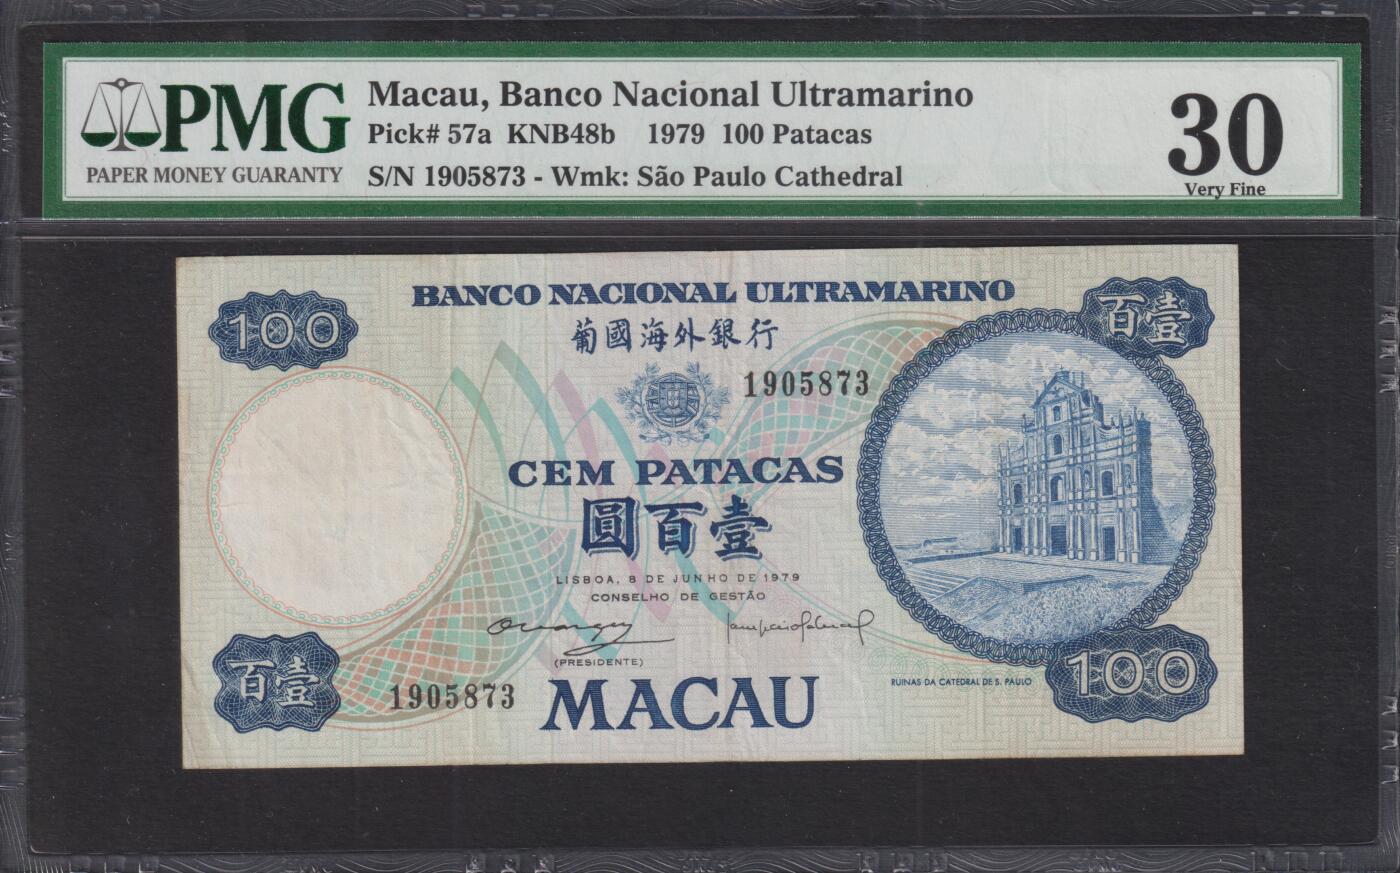 PMG
PAPER MONEY GUARANTY
Macau, Banco Nacional Ultramarino
Pick# 57a KNB48b 1979 100 Patacas
S/N 1905873 - Wmk: São Paulo Cathedral
30
Very Fine
BANCO NACIONAL ULTRAMARINO
100
百壹
葡國海外銀行
1905873
CEM PATACAS
圓百壹
LISBOA, 8 DE JUNHO DE 1979
CONSELHO DE GESTÃO
(PRESIDENTE)
百壹
1905873
MACAU
RUINAS DA CATEDRAL DE S. PAULO
100